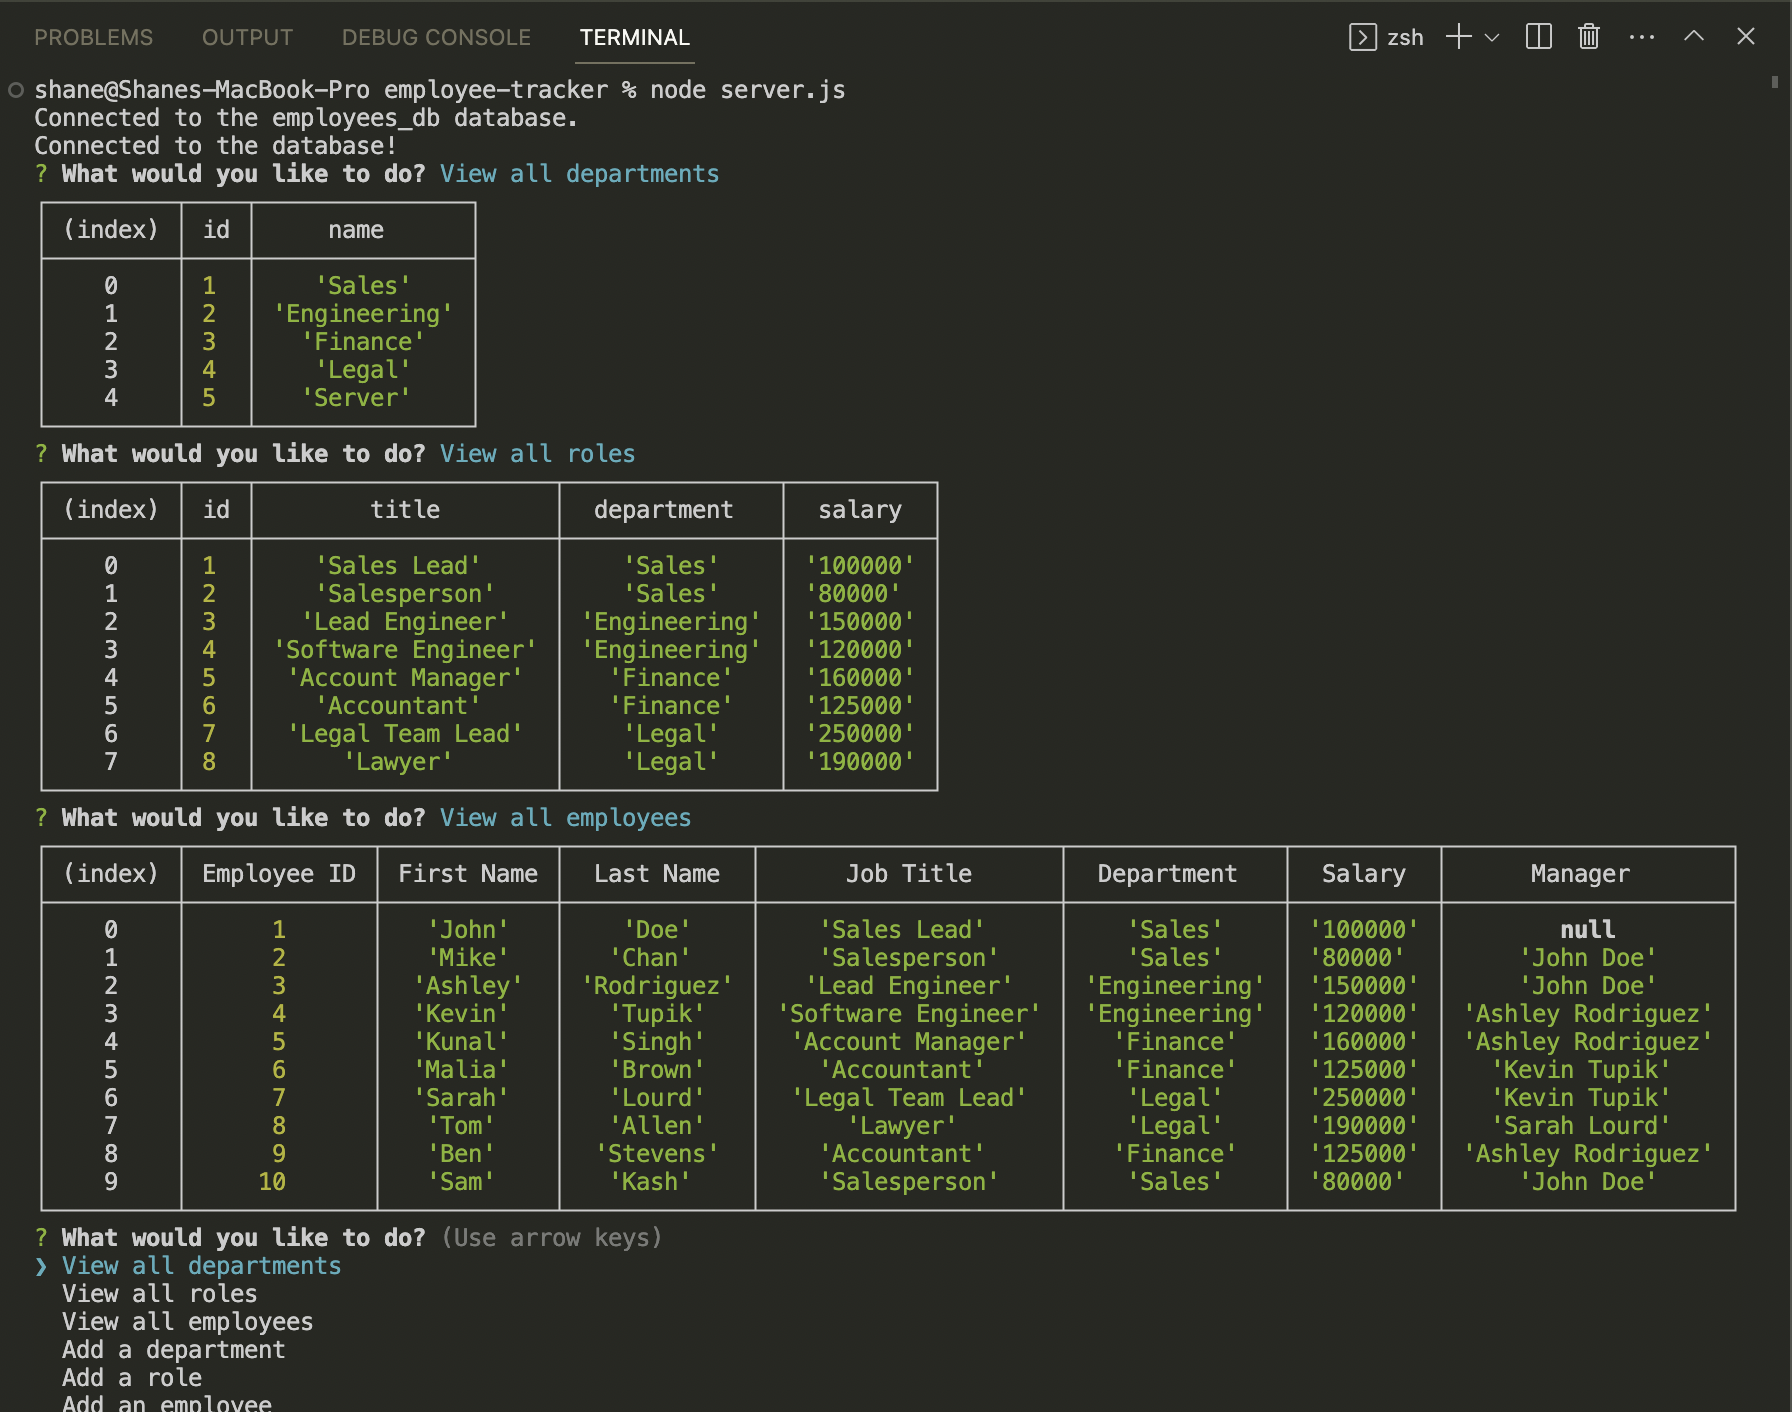 PROBLEMS OUTPUT DEBUG CONSOLE TERMINAL zsh
shane@Shanes-MacBook-Pro employee-tracker % node server.js
Connected to the employees_db database.
Connected to the database!
? What would you like to do? View all departments
(index) id name
0 1 'Sales'
1 2 'Engineering'
2 3 'Finance'
3 4 'Legal'
4 5 'Server'
? What would you like to do? View all roles
(index) id title department salary
0 1 'Sales Lead' 'Sales' '100000'
1 2 'Salesperson' 'Sales' '80000'
2 3 'Lead Engineer' 'Engineering' '150000'
3 4 'Software Engineer' 'Engineering' '120000'
4 5 'Account Manager' 'Finance' '160000'
5 6 'Accountant' 'Finance' '125000'
6 7 'Legal Team Lead' 'Legal' '250000'
7 8 'Lawyer' 'Legal' '190000'
? What would you like to do? View all employees
(index) Employee ID First Name Last Name Job Title Department Salary Manager
0 1 'John' 'Doe' 'Sales Lead' 'Sales' '100000' null
1 2 'Mike' 'Chan' 'Salesperson' 'Sales' '80000' 'John Doe'
2 3 'Ashley' 'Rodriguez' 'Lead Engineer' 'Engineering' '150000' 'John Doe'
3 4 'Kevin' 'Tupik' 'Software Engineer' 'Engineering' '120000' 'Ashley Rodriguez'
4 5 'Kunal' 'Singh' 'Account Manager' 'Finance' '160000' 'Ashley Rodriguez'
5 6 'Malia' 'Brown' 'Accountant' 'Finance' '125000' 'Kevin Tupik'
6 7 'Sarah' 'Lourd' 'Legal Team Lead' 'Legal' '250000' 'Kevin Tupik'
7 8 'Tom' 'Allen' 'Lawyer' 'Legal' '190000' 'Sarah Lourd'
8 9 'Ben' 'Stevens' 'Accountant' 'Finance' '125000' 'Ashley Rodriguez'
9 10 'Sam' 'Kash' 'Salesperson' 'Sales' '80000' 'John Doe'
? What would you like to do? (Use arrow keys)
❯ View all departments
View all roles
View all employees
Add a department
Add a role
Add an employee